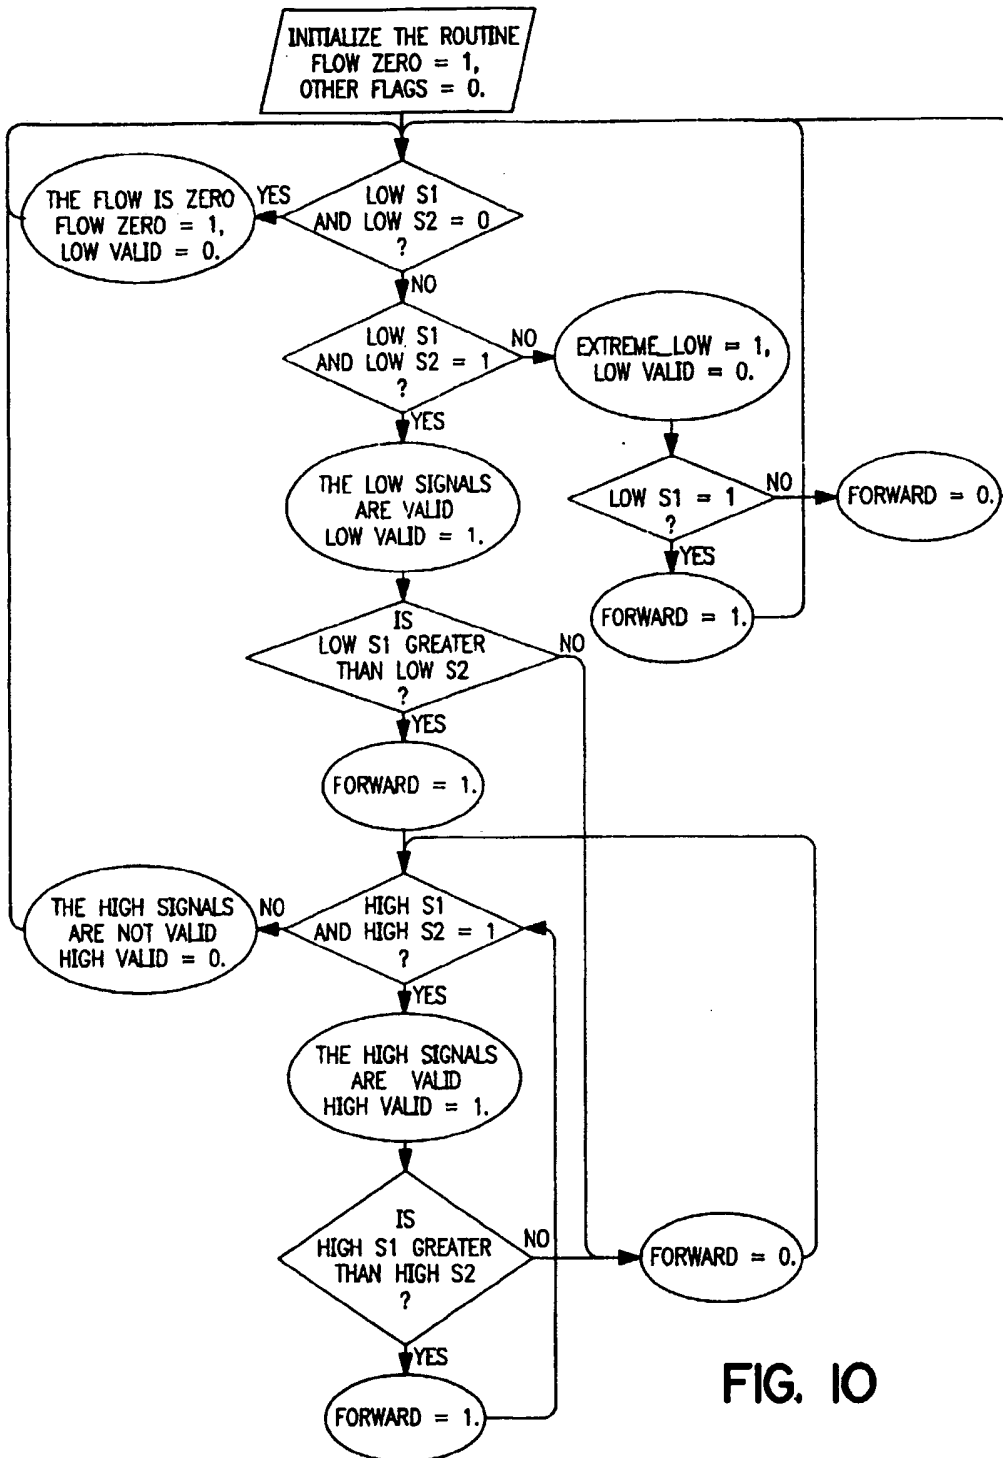 INITIALIZE THE ROUTINE
FLOW ZERO = 1,
OTHER FLAGS = 0.
THE FLOW IS ZERO
FLOW ZERO = 1,
LOW VALID = 0.
YES
LOW S1
AND LOW S2 = 0
?
NO
LOW S1
AND LOW S2 = 1
?
NO
EXTREME_LOW = 1,
LOW VALID = 0.
YES
THE LOW SIGNALS
ARE VALID
LOW VALID = 1.
LOW S1 = 1
?
NO
FORWARD = 0.
YES
FORWARD = 1.
IS
LOW S1 GREATER
THAN LOW S2
?
NO
YES
FORWARD = 1.
THE HIGH SIGNALS
ARE NOT VALID
HIGH VALID = 0.
NO
HIGH S1
AND HIGH S2 = 1
?
YES
THE HIGH SIGNALS
ARE VALID
HIGH VALID = 1.
IS
HIGH S1 GREATER
THAN HIGH S2
?
NO
FORWARD = 0.
YES
FORWARD = 1.
FIG. 10